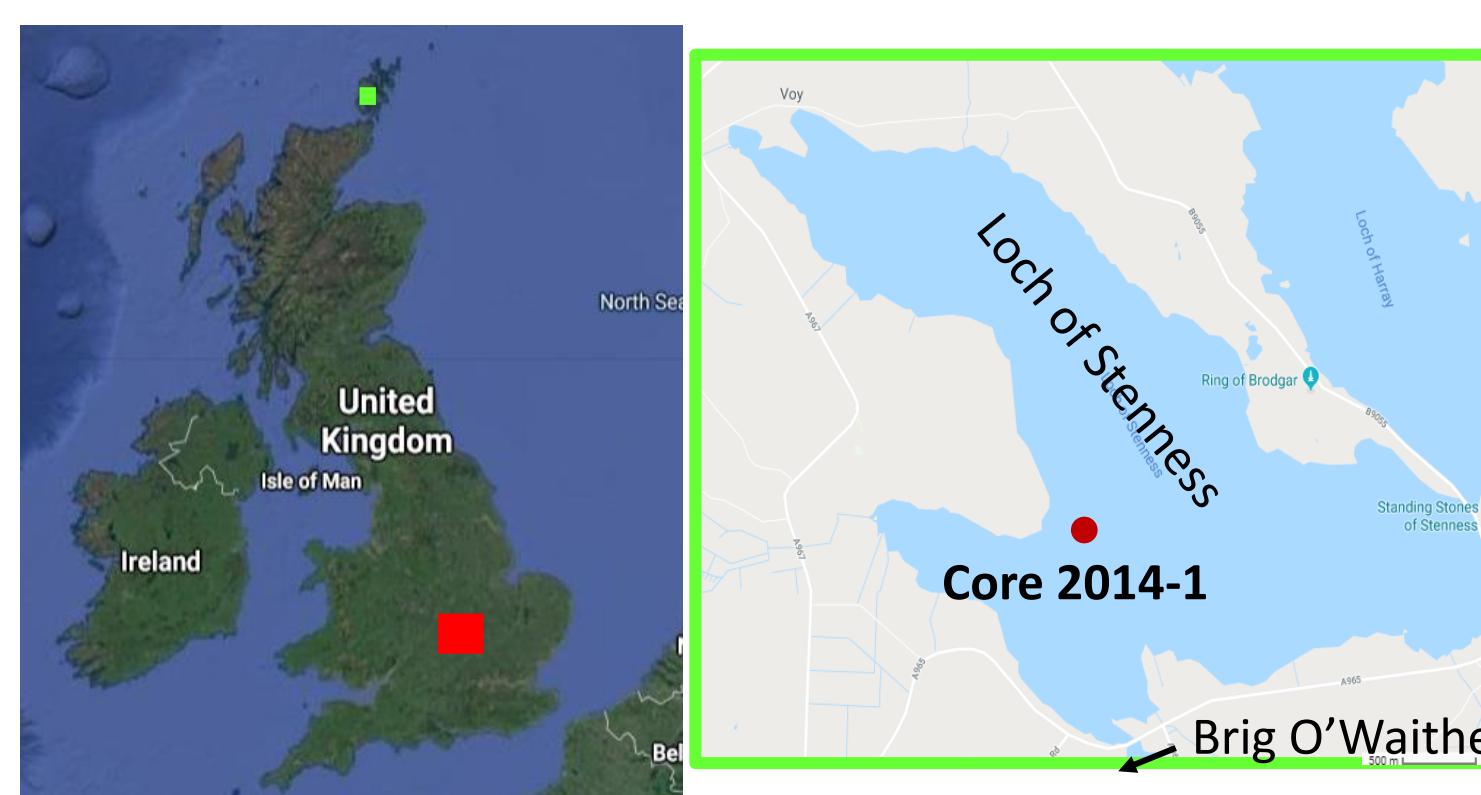 North Sea
United
Kingdom
Isle of Man
Ireland
Bel
Voy
B9055
Loch of Harray
Loch of Stenness
A967
Ring of Brodgar
B9055
Standing Stones
of Stenness
A967
Core 2014-1
A965
A965
Rd
Brig O'Waithe
500 m